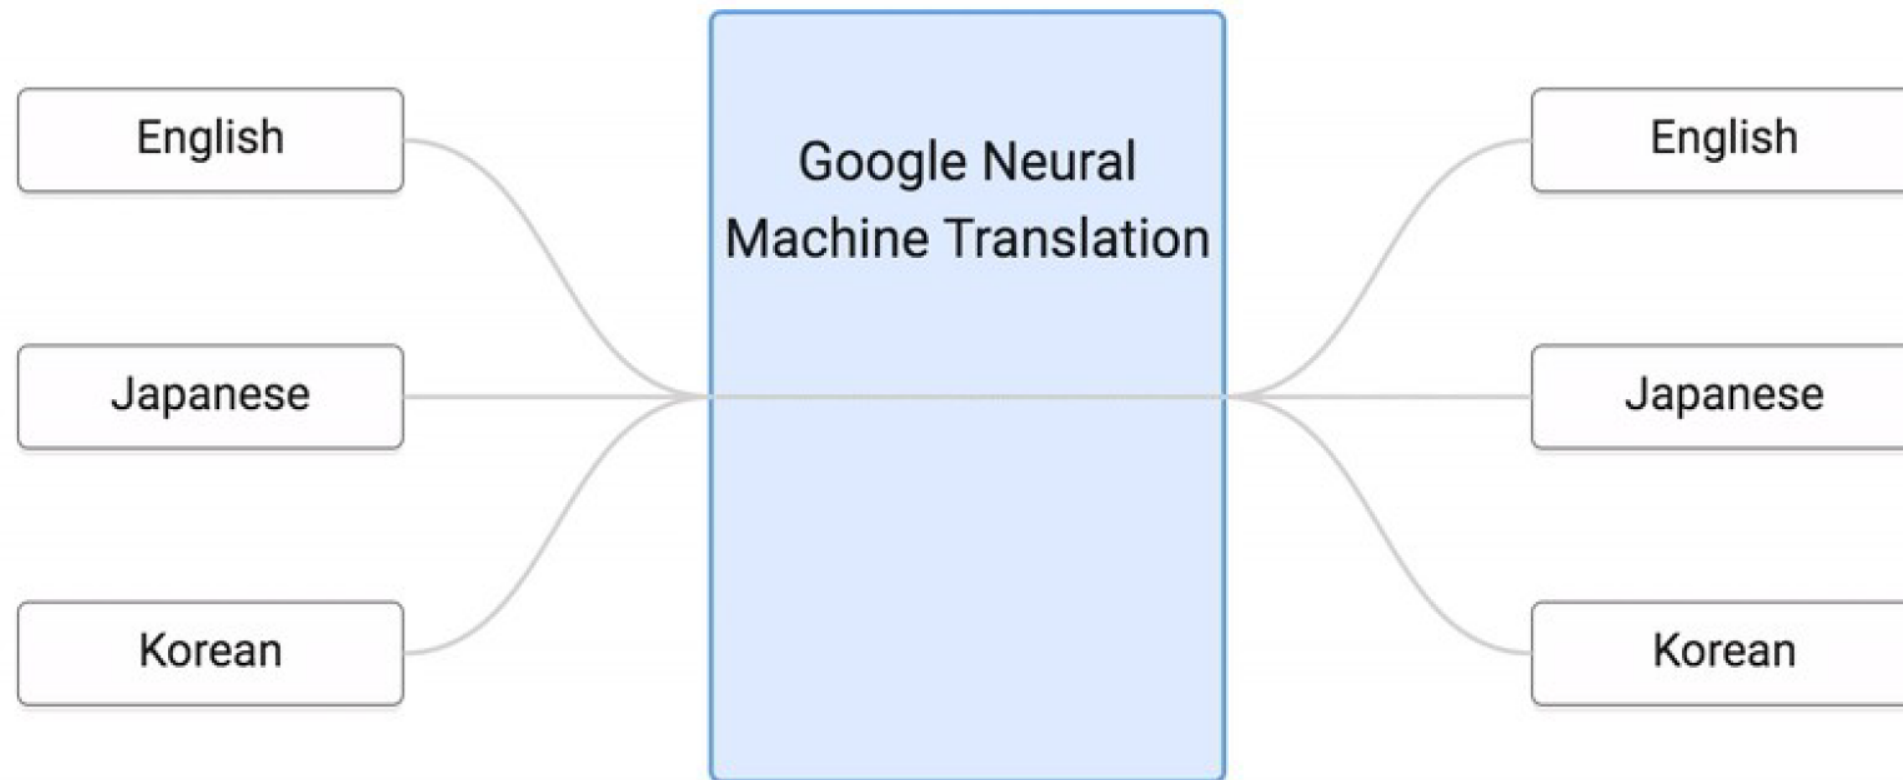 English
Japanese
Korean
Google Neural
Machine Translation
English
Japanese
Korean